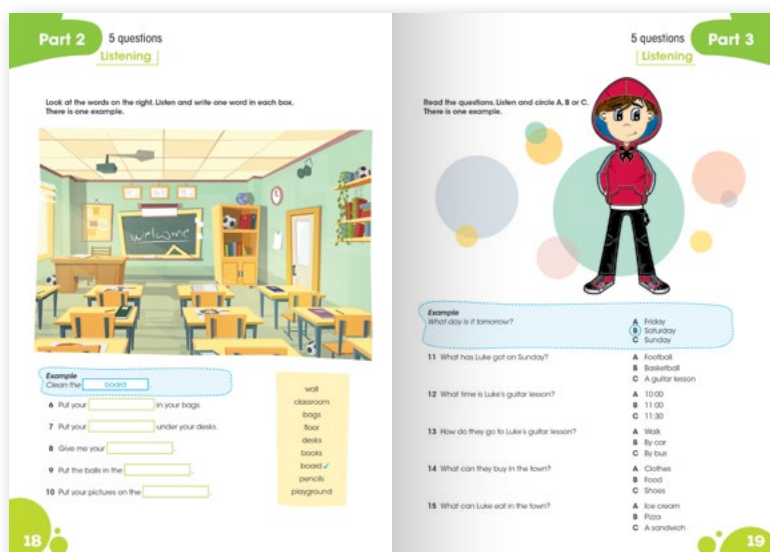 Part 2
5 questions
Listening
Look at the words on the right. Listen and write one word in each box.
There is one example.
Welcome
Example
Clean the board .
6 Put your in your bags.
7 Put your under your desks.
8 Give me your .
9 Put the balls in the .
10 Put your pictures on the .
wall
classroom
bags
floor
desks
books
board ✓
pencils
playground
18
5 questions
Part 3
Listening
Read the questions. Listen and circle A, B or C.
There is one example.
Example
What day is it tomorrow?
A Friday
B Saturday
C Sunday
11 What has Luke got on Sunday?
A Football
B Basketball
C A guitar lesson
12 What time is Luke's guitar lesson?
A 10:00
B 11:00
C 11:30
13 How do they go to Luke's guitar lesson?
A Walk
B By car
C By bus
14 What can they buy in the town?
A Clothes
B Food
C Shoes
15 What can Luke eat in the town?
A Ice cream
B Pizza
C A sandwich
19